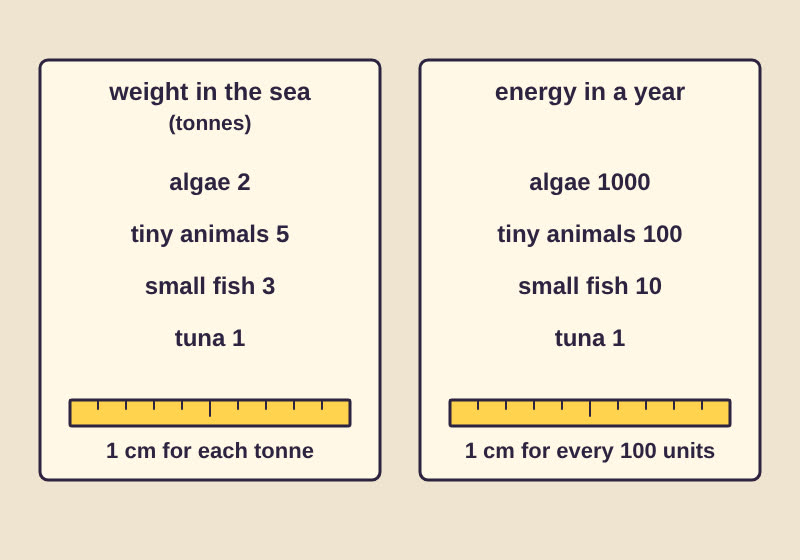 weight in the sea
(tonnes)
algae 2
tiny animals 5
small fish 3
tuna 1
1 cm for each tonne
energy in a year
algae 1000
tiny animals 100
small fish 10
tuna 1
1 cm for every 100 units